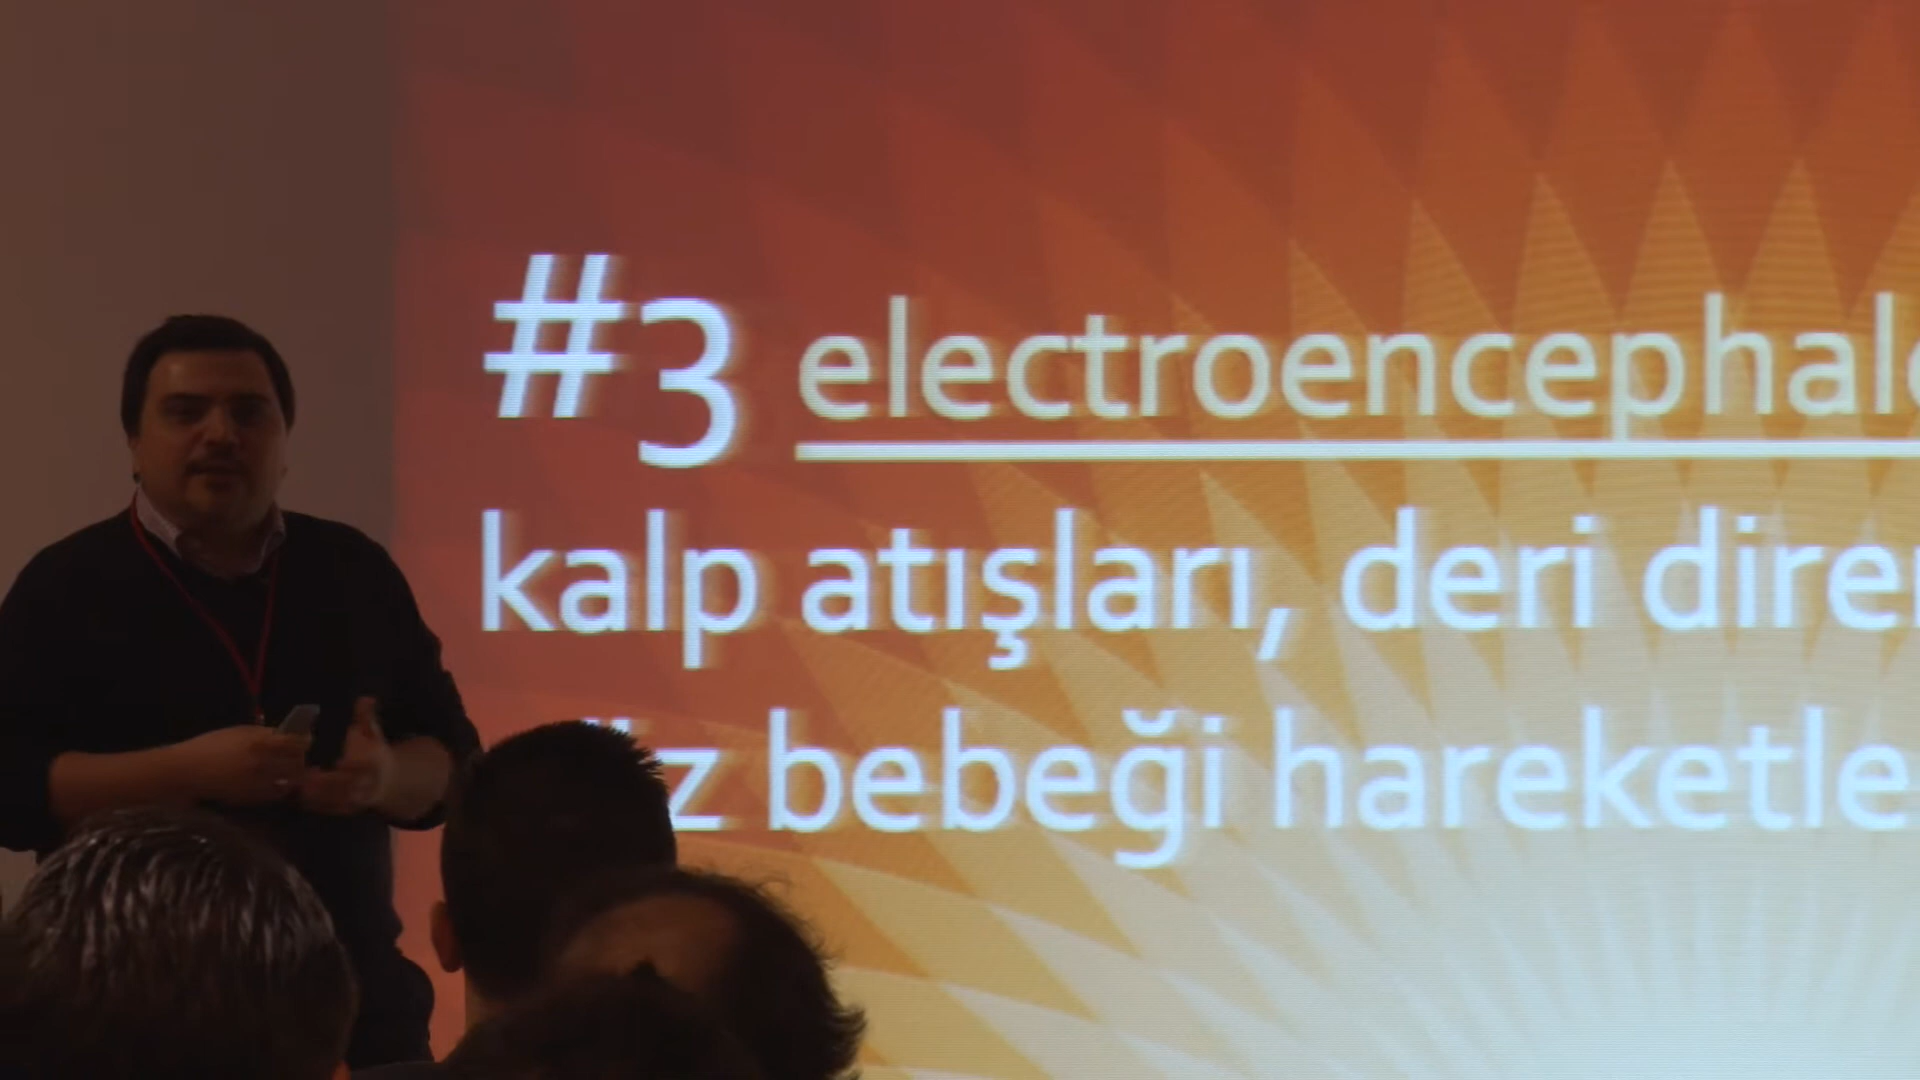 #3 electroencephal
kalp atışları, deri dire
bebeği hareketle